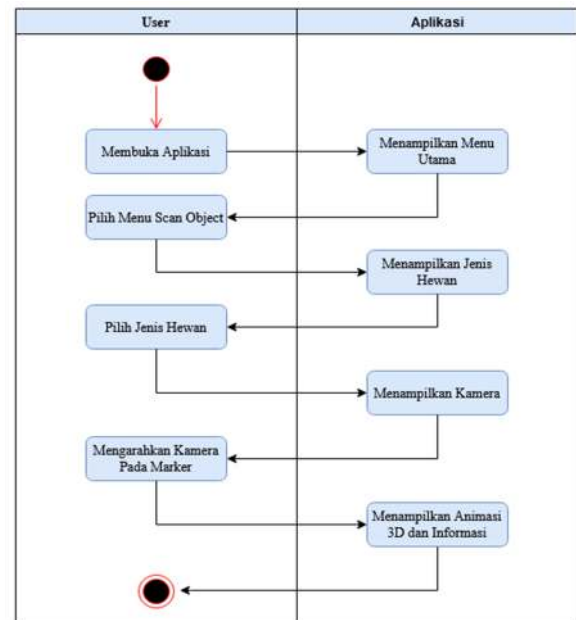 User
Aplikasi
Membuka Aplikasi
Menampilkan Menu
Utama
Pilih Menu Scan Object
Menampilkan Jenis
Hewan
Pilih Jenis Hewan
Menampilkan Kamera
Mengarahkan Kamera
Pada Marker
Menampilkan Animasi
3D dan Informasi